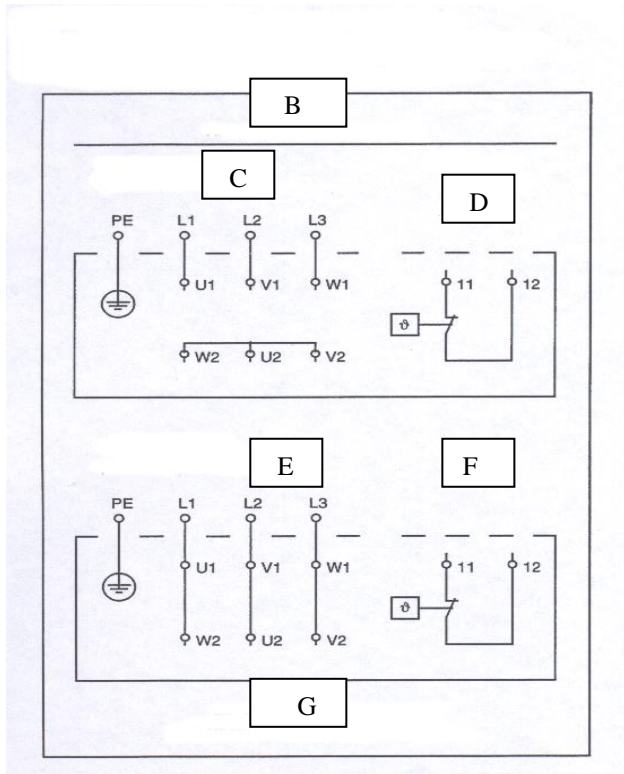 B
C
D
PE L1 L2 L3
U1 V1 W1 11 12
ϑ
W2 U2 V2
E F
PE L1 L2 L3
U1 V1 W1 11 12
ϑ
W2 U2 V2
G